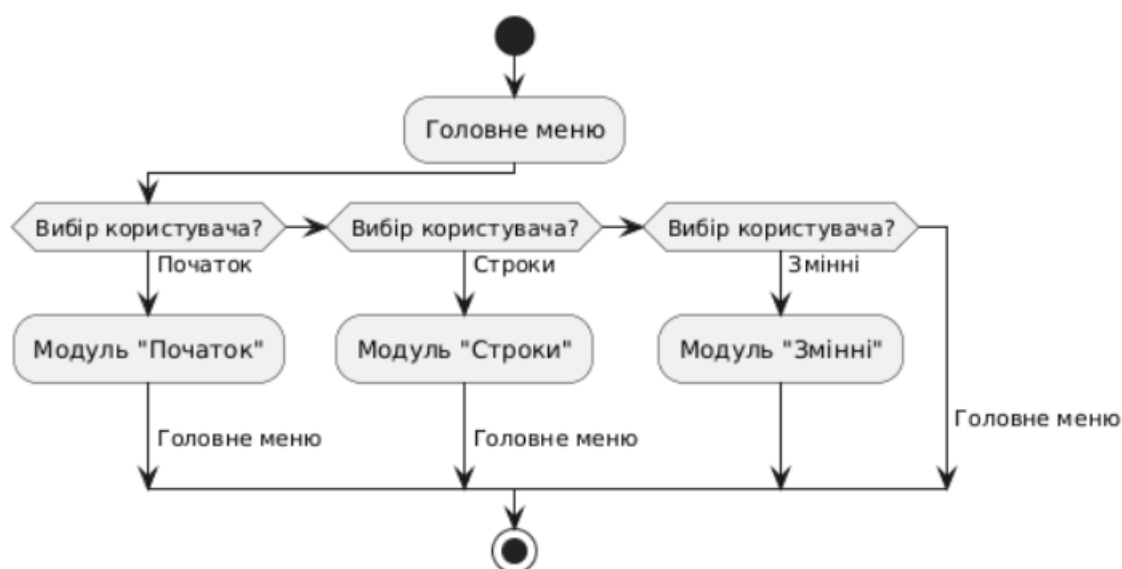 Головне меню
Вибір користувача?
Вибір користувача?
Вибір користувача?
Початок
Строки
Змінні
Модуль "Початок"
Модуль "Строки"
Модуль "Змінні"
Головне меню
Головне меню
Головне меню